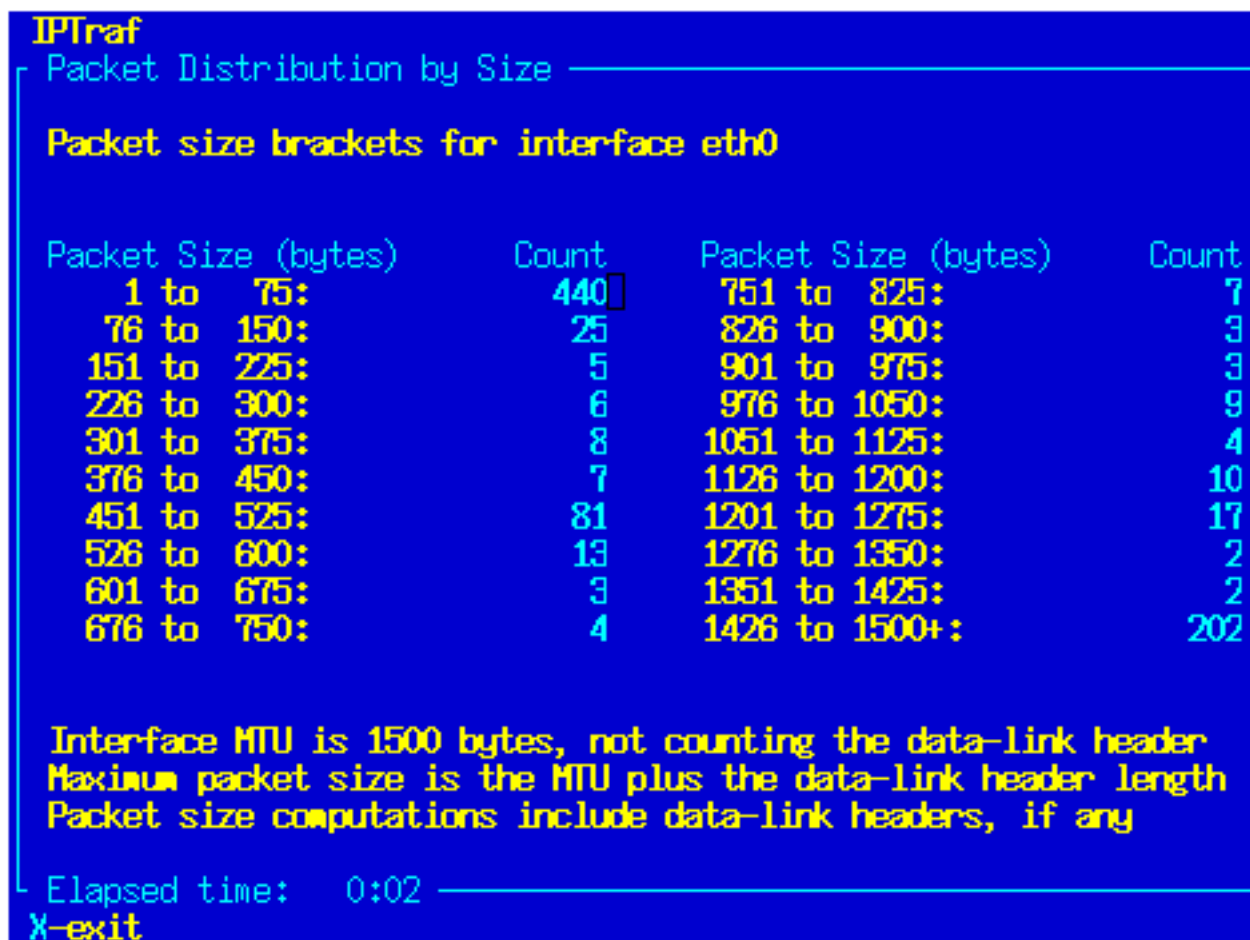 IPTraf
Packet Distribution by Size
Packet size brackets for interface eth0
Packet Size (bytes) Count Packet Size (bytes) Count
1 to 75: 440 751 to 825: 7
76 to 150: 25 826 to 900: 3
151 to 225: 5 901 to 975: 3
226 to 300: 6 976 to 1050: 9
301 to 375: 8 1051 to 1125: 4
376 to 450: 7 1126 to 1200: 10
451 to 525: 81 1201 to 1275: 17
526 to 600: 13 1276 to 1350: 2
601 to 675: 3 1351 to 1425: 2
676 to 750: 4 1426 to 1500+: 202
Interface MTU is 1500 bytes, not counting the data-link header
Maximum packet size is the MTU plus the data-link header length
Packet size computations include data-link headers, if any
Elapsed time: 0:02
X-exit